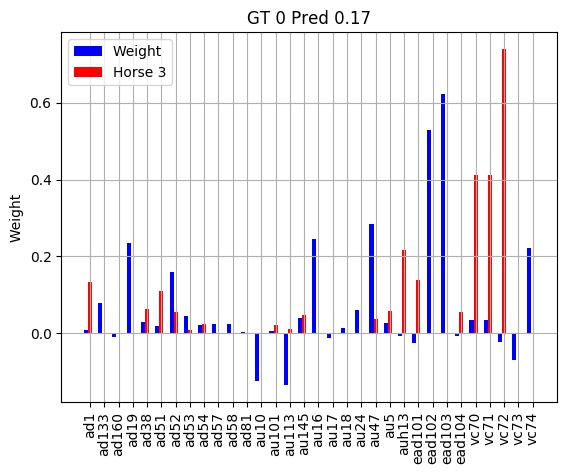 GT 0 Pred 0.17
Weight
Horse 3
Weight
0.6
0.4
0.2
0.0
ad1
ad133
ad160
ad19
ad38
ad51
ad52
ad53
ad54
ad57
ad58
ad81
au10
au101
au113
au145
au16
au17
au18
au24
au47
au5
auh13
ead101
ead102
ead103
ead104
vc70
vc71
vc72
vc73
vc74